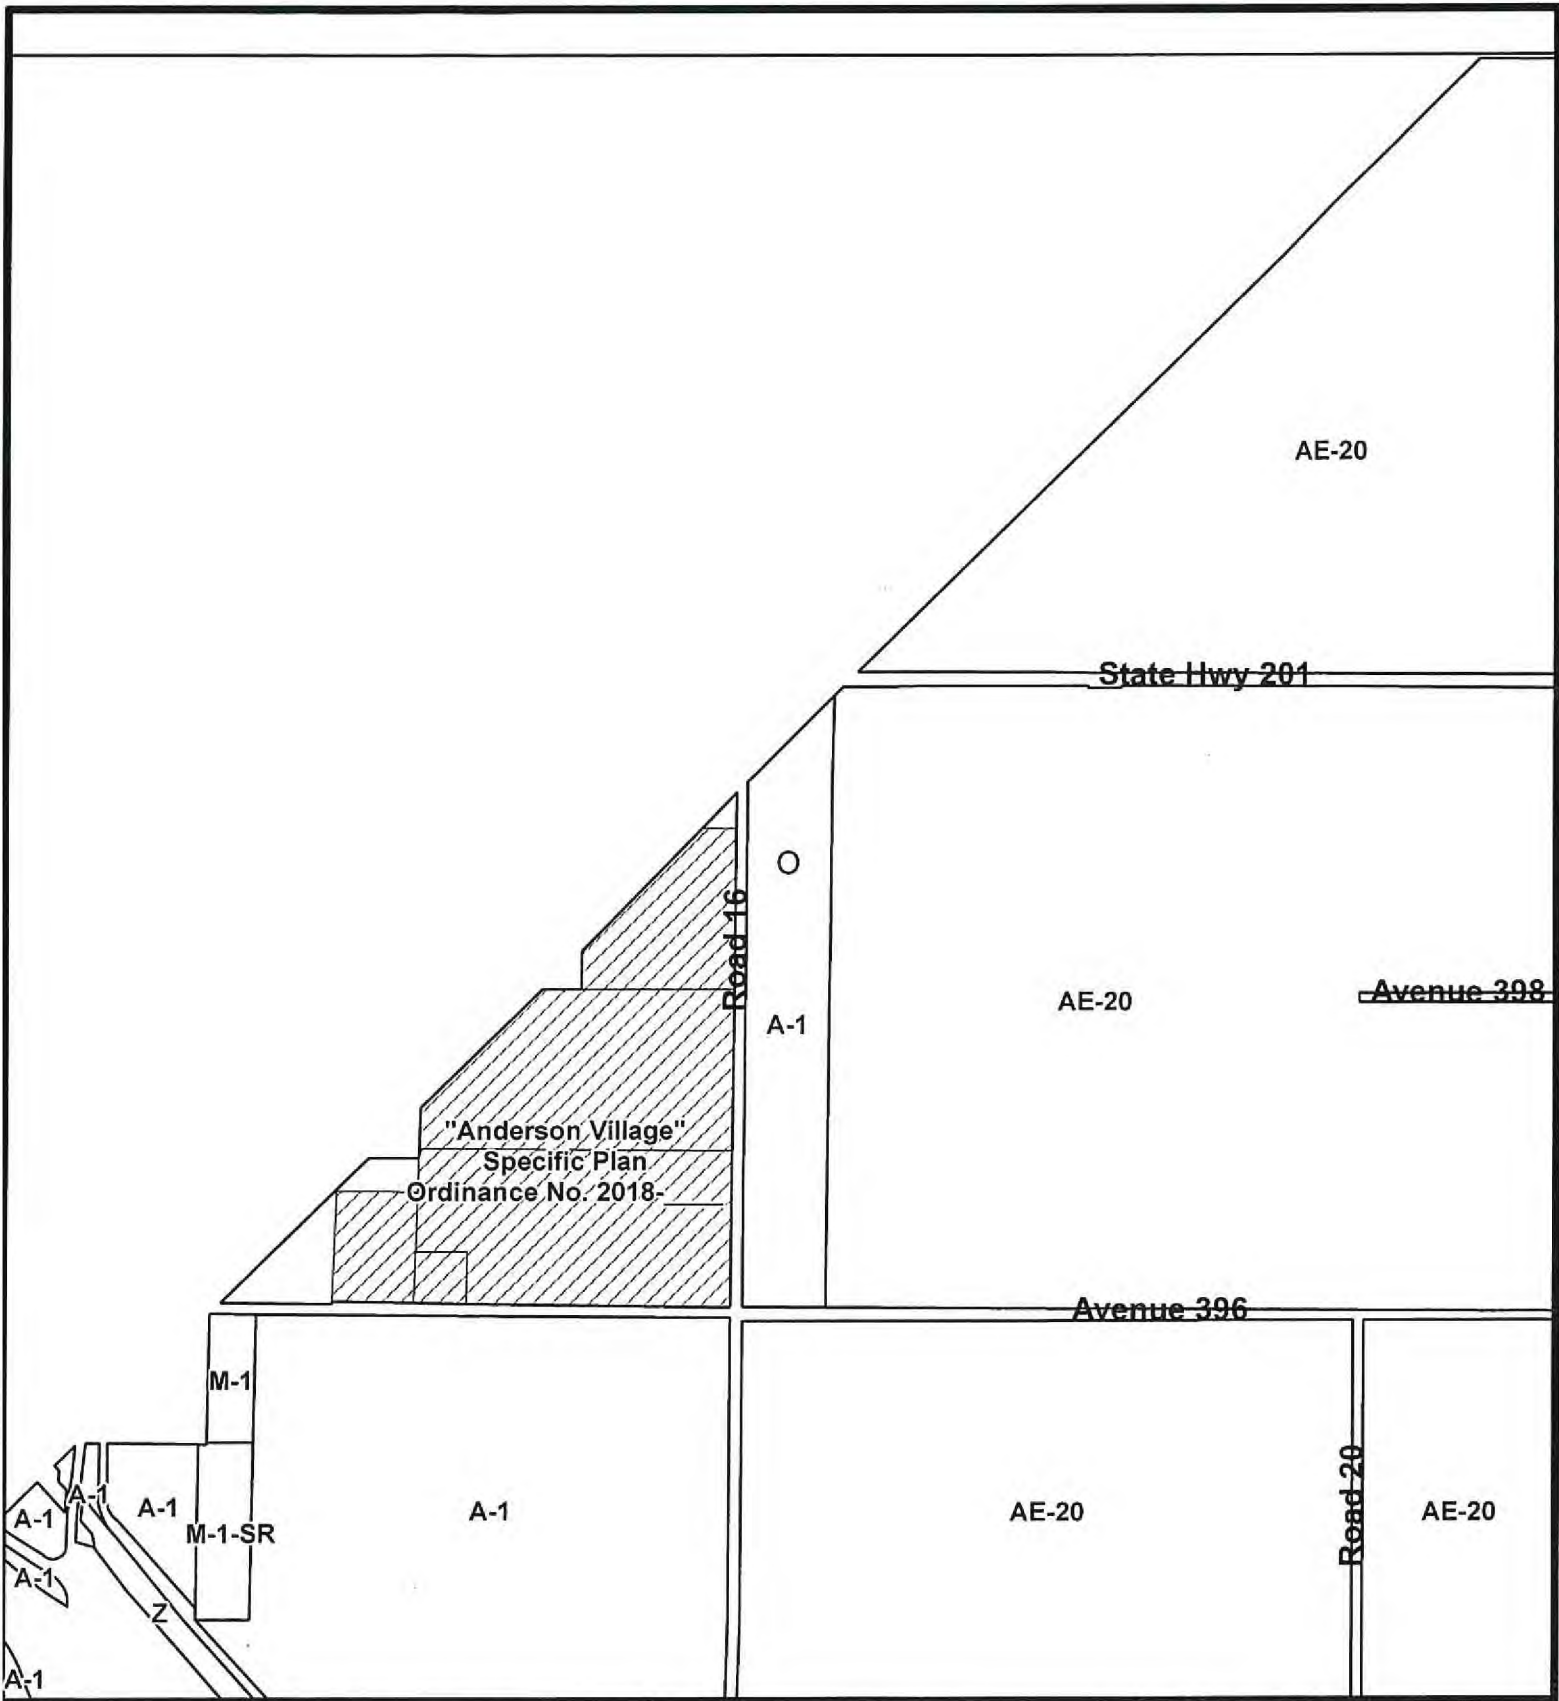 AE-20
State Hwy 201
O
Road 16
AE-20
Avenue 398
A-1
"Anderson Village"
Specific Plan
Ordinance No. 2018-____
Avenue 396
M-1
A-1
A-1
A-1
M-1-SR
A-1
AE-20
Road 20
AE-20
A-1
Z
A-1